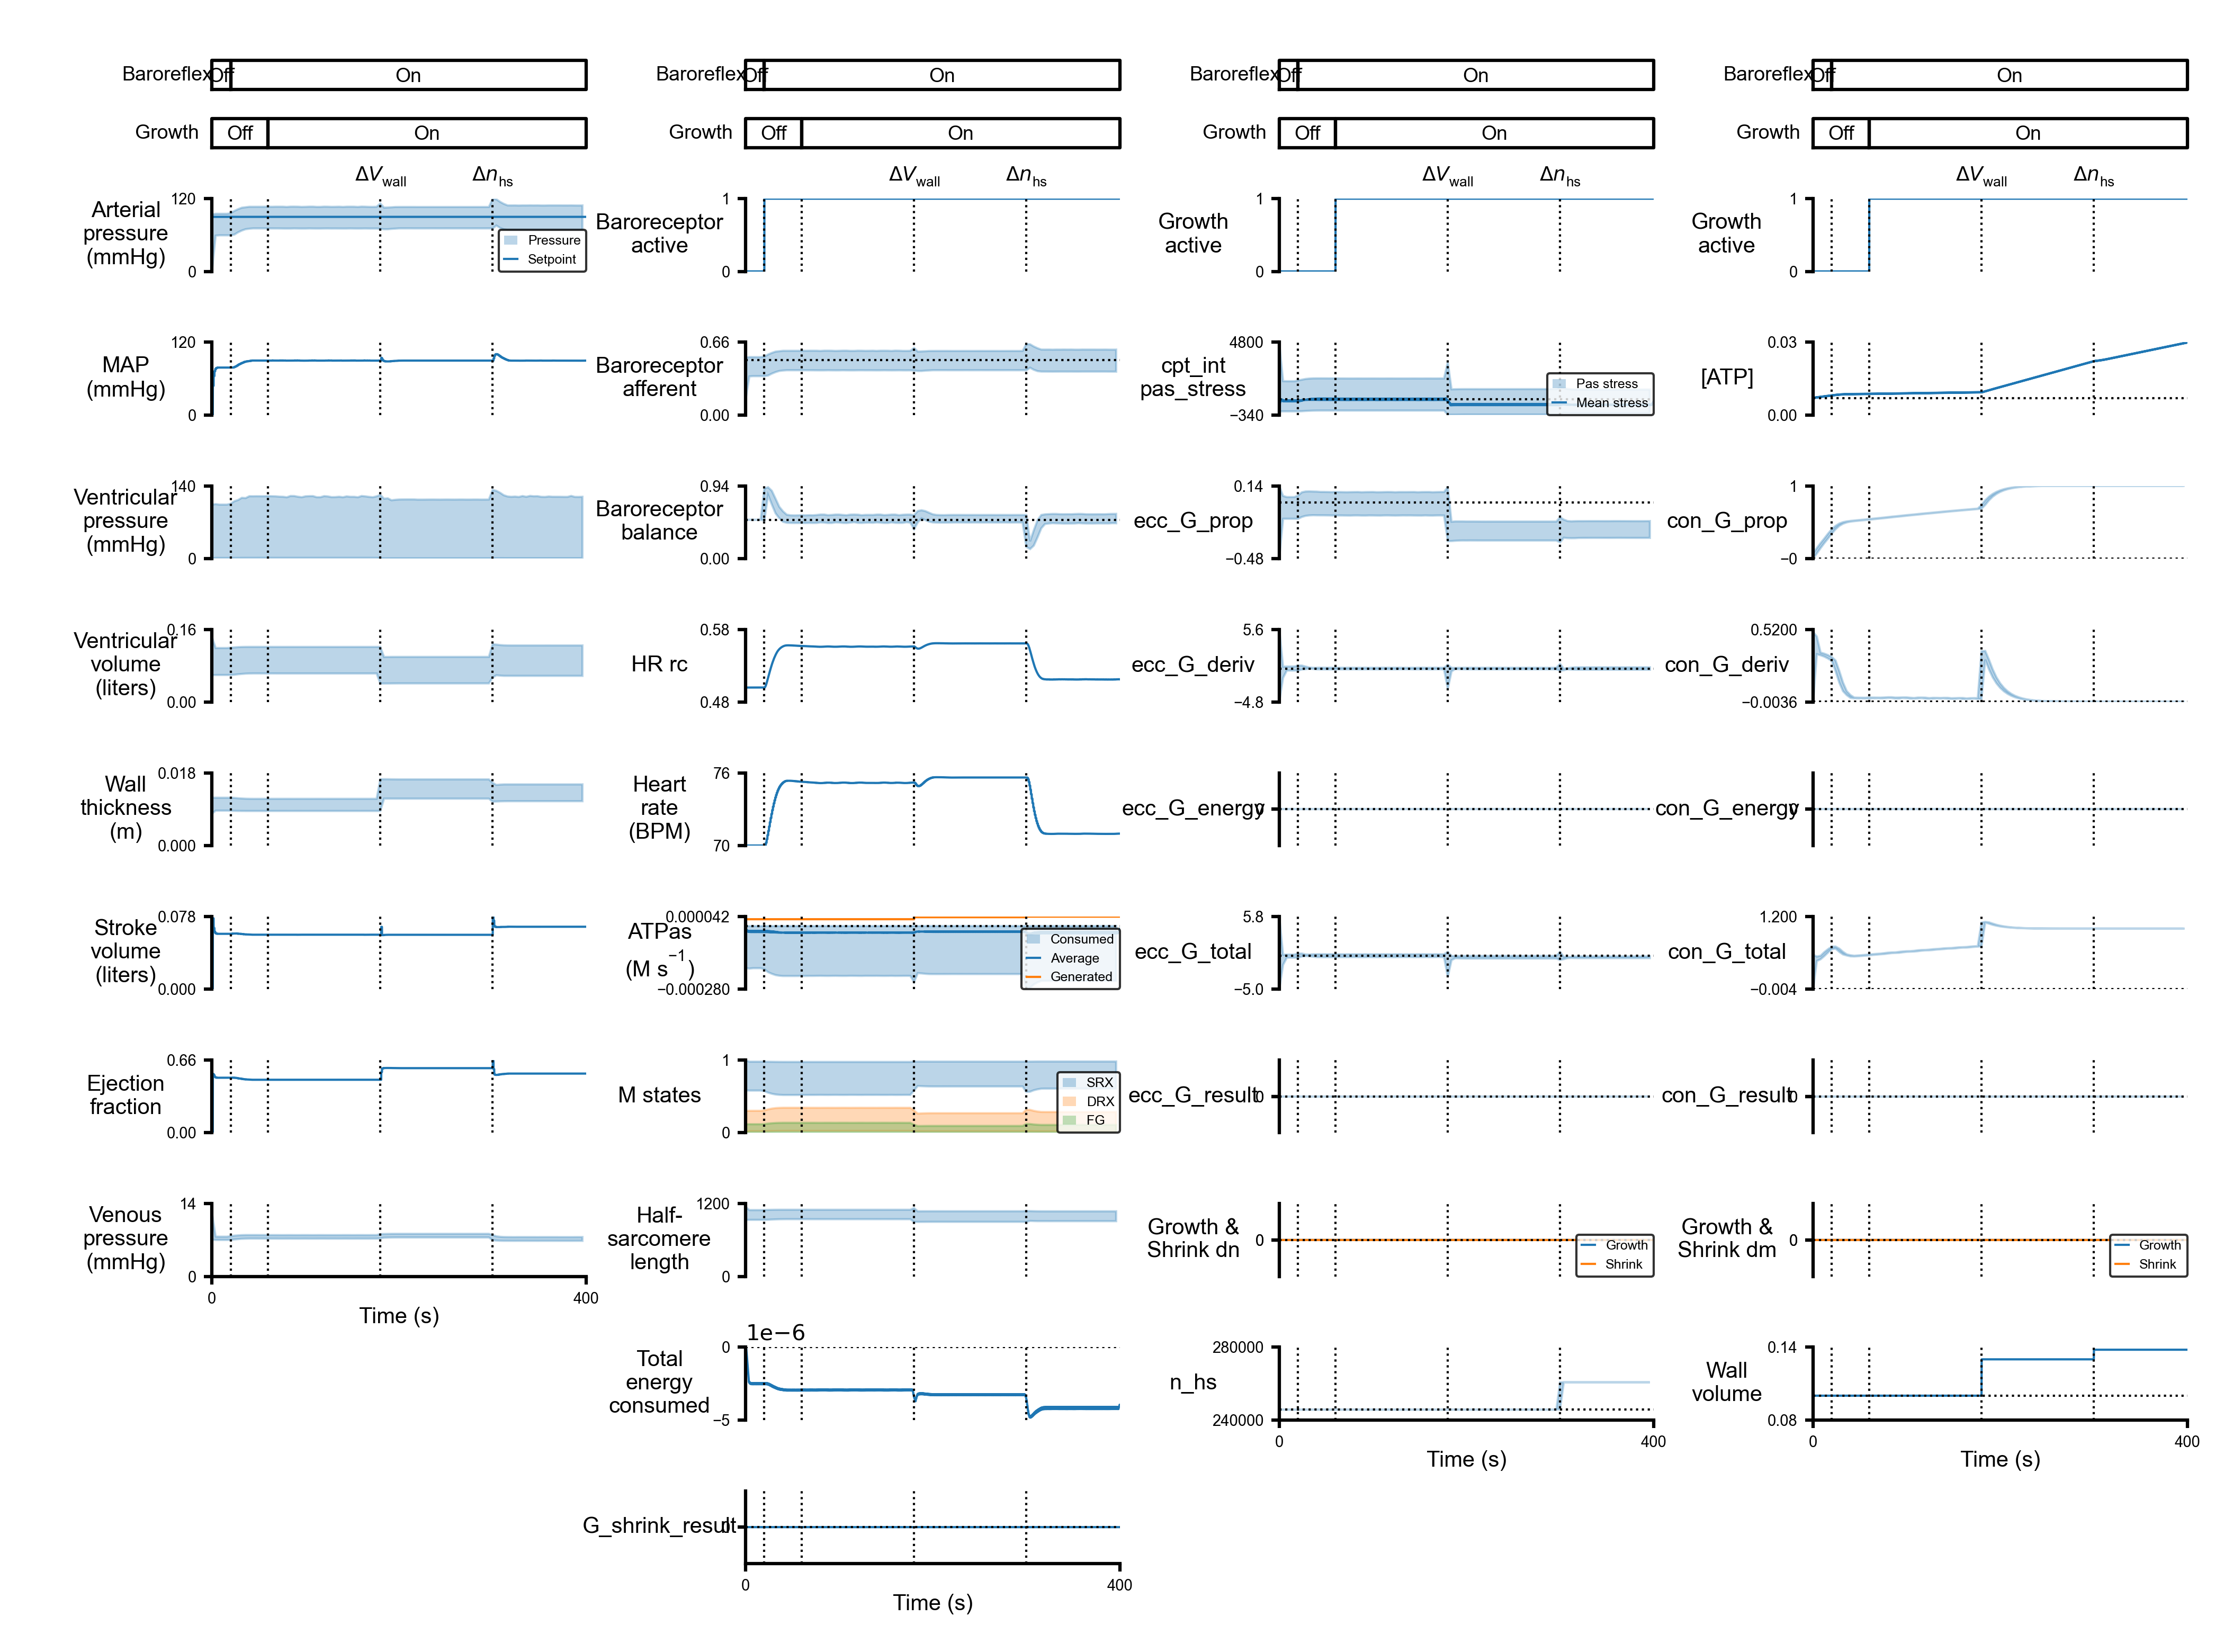 Baroreflex Off On
Growth Off On
ΔVwall Δnhs
Arterial
pressure
(mmHg)
120
0
Pressure
Setpoint
MAP
(mmHg)
120
0
Ventricular
pressure
(mmHg)
140
0
Ventricular
volume
(liters)
0.16
0.00
Wall
thickness
(m)
0.018
0.000
Stroke
volume
(liters)
0.078
0.000
Ejection
fraction
0.66
0.00
Venous
pressure
(mmHg)
14
0
0 400
Time (s)
Baroreflex Off On
Growth Off On
ΔVwall Δnhs
Baroreceptor
active
1
0
Baroreceptor
afferent
0.66
0.00
Baroreceptor
balance
0.94
0.00
HR rc
0.58
0.48
Heart
rate
(BPM)
76
70
ATPas
(M s⁻¹)
0.000042
−0.000280
Consumed
Average
Generated
M states
1
0
SRX
DRX
FG
Half-
sarcomere
length
1200
0
1e−6
Total
energy
consumed
0
−5
G_shrink_result
0
0 400
Time (s)
Baroreflex Off On
Growth Off On
ΔVwall Δnhs
Growth
active
1
0
cpt_int
pas_stress
4800
−340
Pas stress
Mean stress
ecc_G_prop
0.14
−0.48
ecc_G_deriv
5.6
−4.8
ecc_G_energy
0
ecc_G_total
5.8
−5.0
ecc_G_result
0
Growth &
Shrink dn
0
Growth
Shrink
n_hs
280000
240000
0 400
Time (s)
Baroreflex Off On
Growth Off On
ΔVwall Δnhs
Growth
active
1
0
[ATP]
0.03
0.00
con_G_prop
1
−0
con_G_deriv
0.5200
−0.0036
con_G_energy
0
con_G_total
1.200
−0.004
con_G_result
0
Growth &
Shrink dm
0
Growth
Shrink
Wall
volume
0.14
0.08
0 400
Time (s)